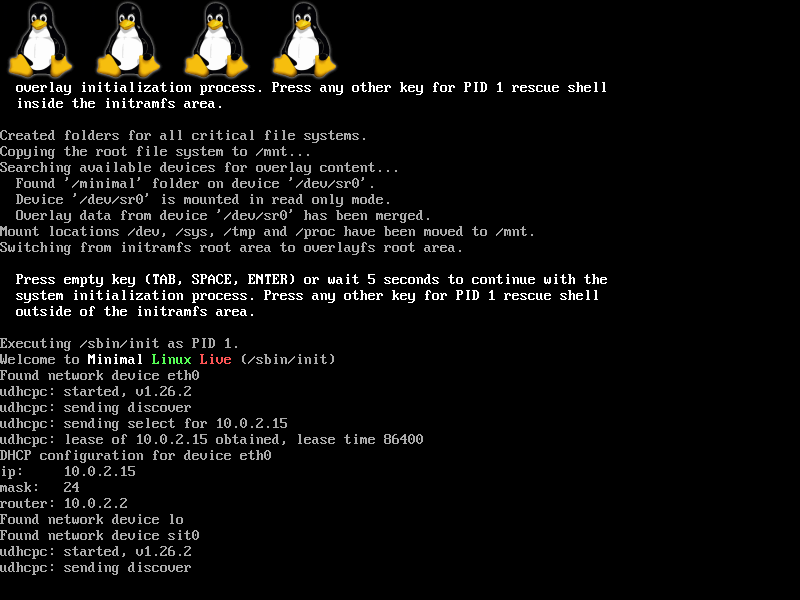 overlay initialization process. Press any other key for PID 1 rescue shell
inside the initramfs area.
Created folders for all critical file systems.
Copying the root file system to /mnt...
Searching available devices for overlay content...
Found '/minimal' folder on device '/dev/sr0'.
Device '/dev/sr0' is mounted in read only mode.
Overlay data from device '/dev/sr0' has been merged.
Mount locations /dev, /sys, /tmp and /proc have been moved to /mnt.
Switching from initramfs root area to overlayfs root area.
Press empty key (TAB, SPACE, ENTER) or wait 5 seconds to continue with the
system initialization process. Press any other key for PID 1 rescue shell
outside of the initramfs area.
Executing /sbin/init as PID 1.
Welcome to Minimal Linux Live (/sbin/init)
Found network device eth0
udhcpc: started, v1.26.2
udhcpc: sending discover
udhcpc: sending select for 10.0.2.15
udhcpc: lease of 10.0.2.15 obtained, lease time 86400
DHCP configuration for device eth0
ip:     10.0.2.15
mask:   24
router: 10.0.2.2
Found network device lo
Found network device sit0
udhcpc: started, v1.26.2
udhcpc: sending discover